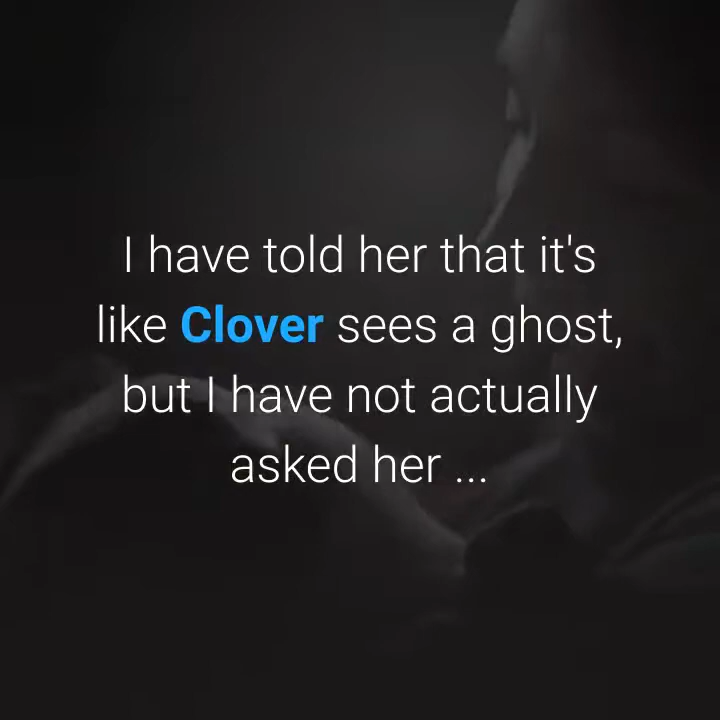 I have told her that it's
like Clover sees a ghost,
but I have not actually
asked her ...